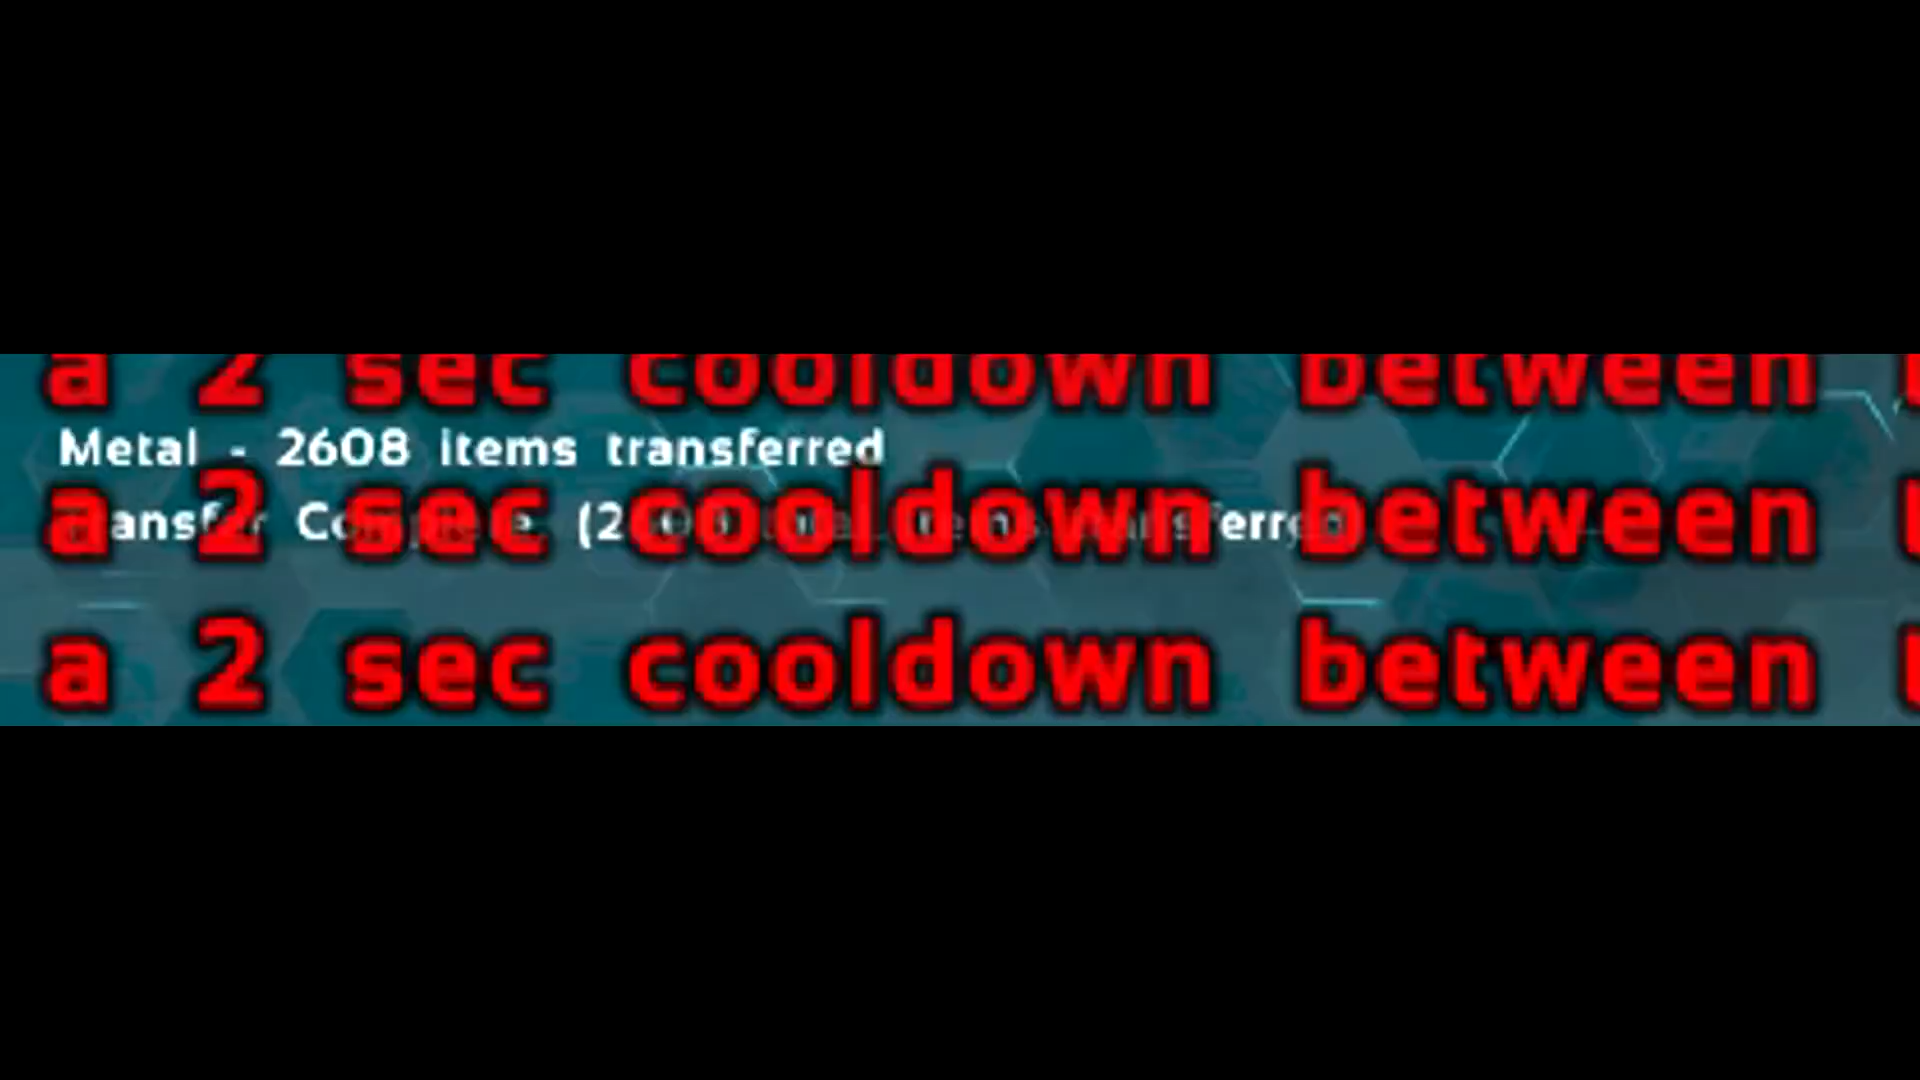 a 2 sec cooldown between
Metal - 2608 items transferred
a 2 sec cooldown between
a 2 sec cooldown between